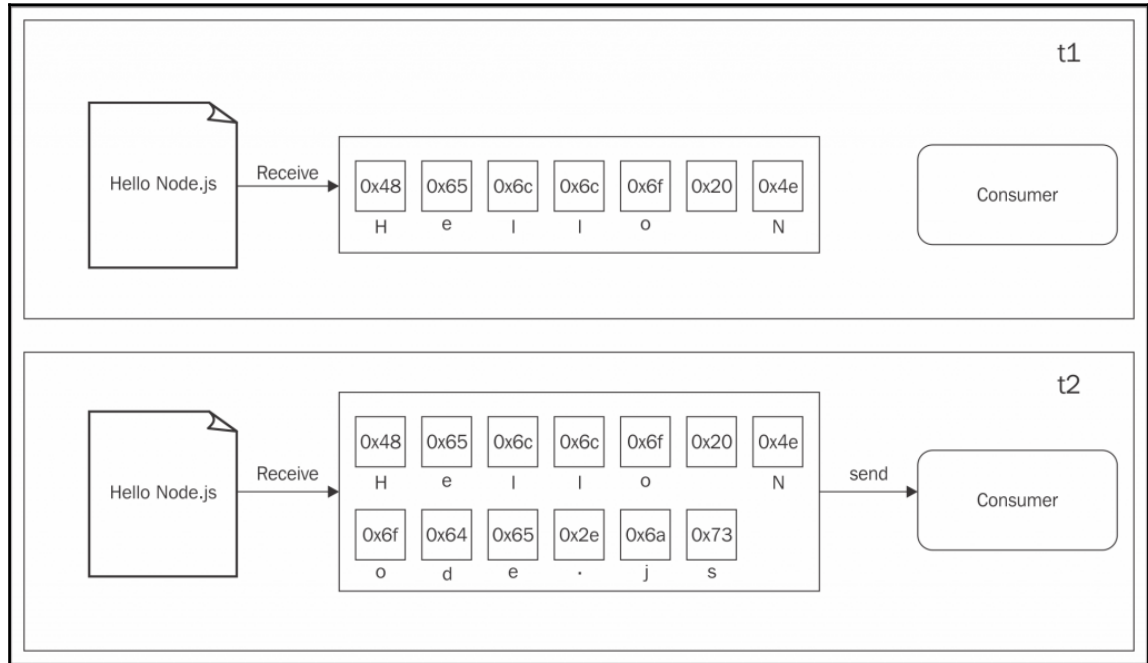 t1
Receive
Hello Node.js
0x48 0x65 0x6c 0x6c 0x6f 0x20 0x4e
H e l l o N
Consumer
t2
Receive
Hello Node.js
0x48 0x65 0x6c 0x6c 0x6f 0x20 0x4e
H e l l o N
0x6f 0x64 0x65 0x2e 0x6a 0x73
o d e . j s
send
Consumer